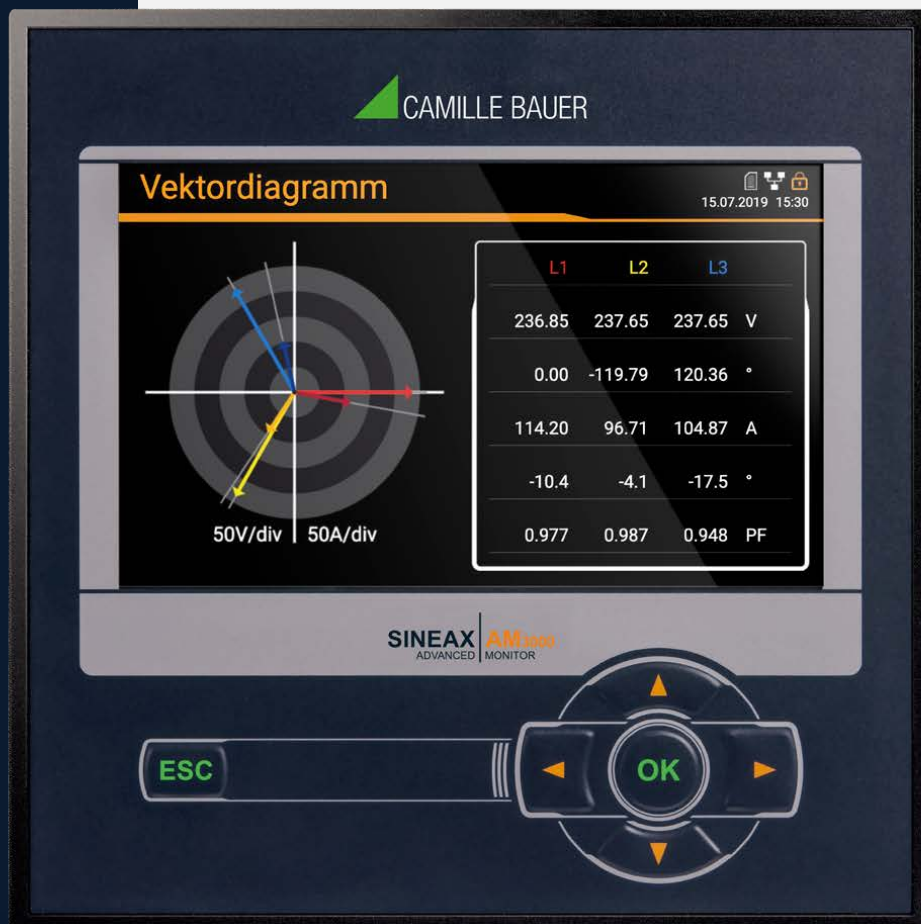 CAMILLE BAUER
Vektordiagramm
15.07.2019 15:30
L1 L2 L3
236.85 237.65 237.65 V
0.00 -119.79 120.36 °
114.20 96.71 104.87 A
-10.4 -4.1 -17.5 °
0.977 0.987 0.948 PF
50V/div 50A/div
SINEAX AM3000
ADVANCED MONITOR
ESC
OK